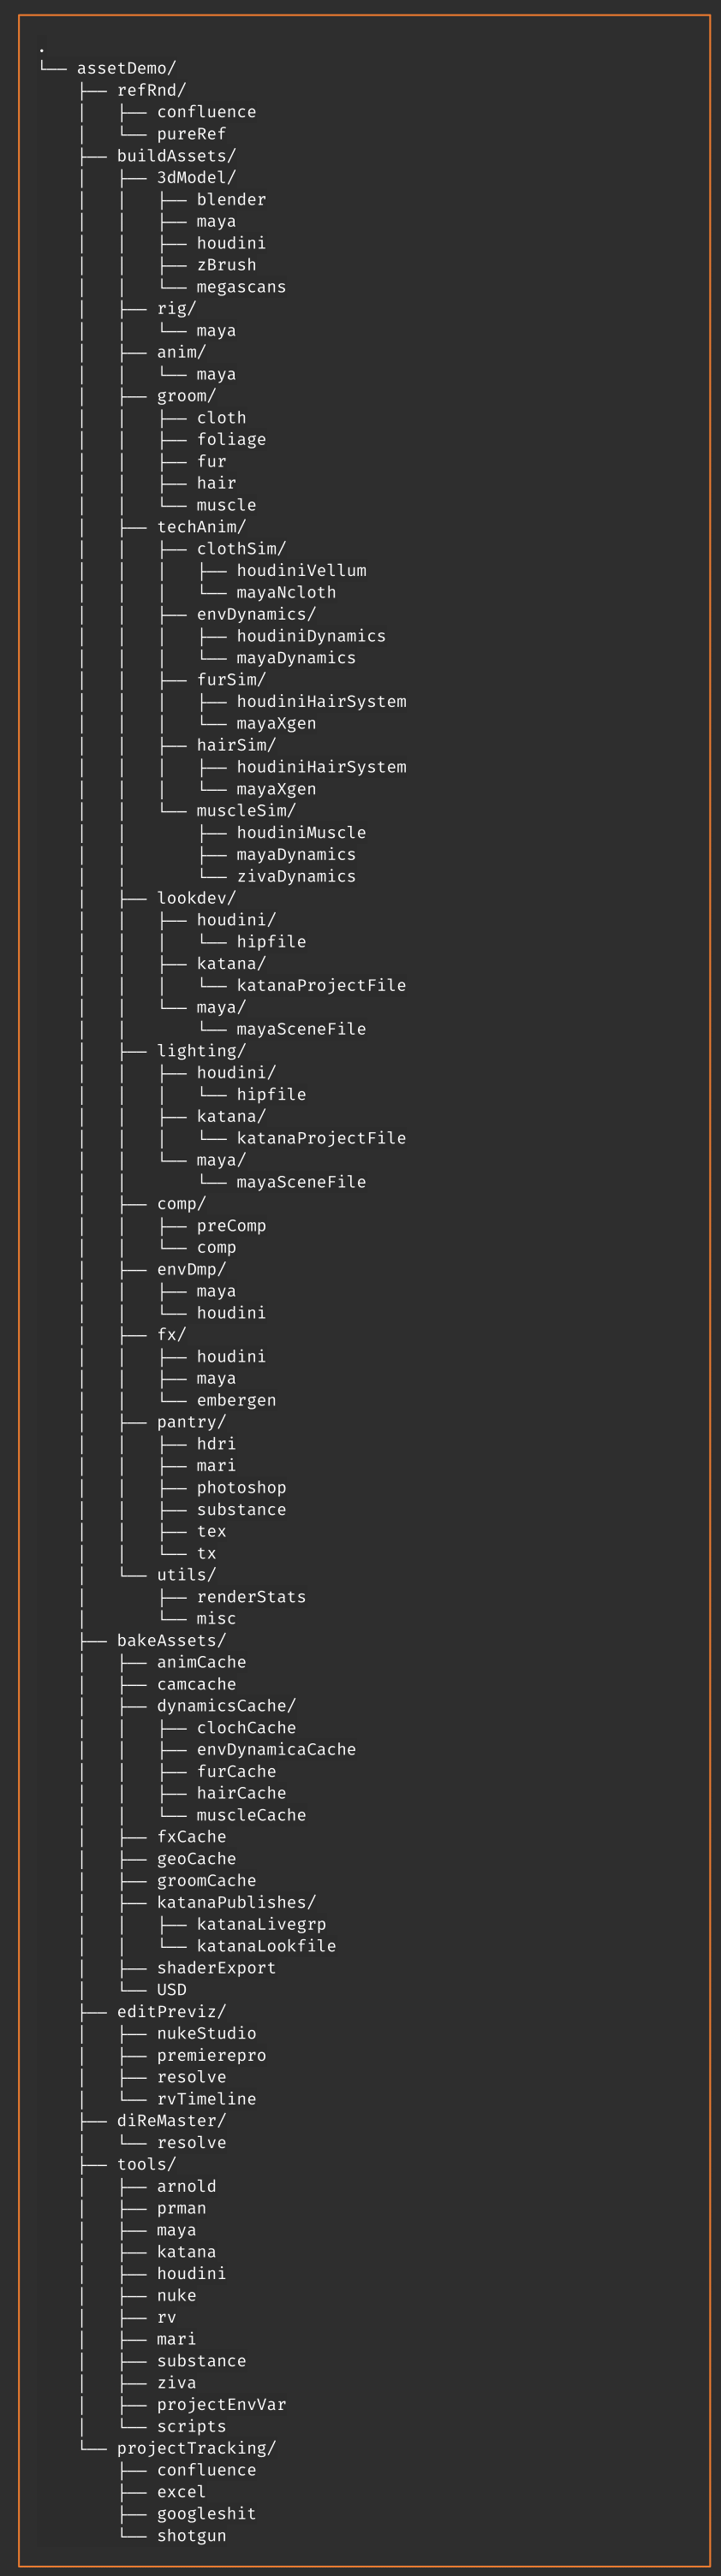 .
└── assetDemo/
    ├── refRnd/
    │   ├── confluence
    │   └── pureRef
    ├── buildAssets/
    │   ├── 3dModel/
    │   │   ├── blender
    │   │   ├── maya
    │   │   ├── houdini
    │   │   ├── zBrush
    │   │   └── megascans
    │   ├── rig/
    │   │   └── maya
    │   ├── anim/
    │   │   └── maya
    │   ├── groom/
    │   │   ├── cloth
    │   │   ├── foliage
    │   │   ├── fur
    │   │   ├── hair
    │   │   └── muscle
    │   ├── techAnim/
    │   │   ├── clothSim/
    │   │   │   ├── houdiniVellum
    │   │   │   └── mayaNcloth
    │   │   ├── envDynamics/
    │   │   │   ├── houdiniDynamics
    │   │   │   └── mayaDynamics
    │   │   ├── furSim/
    │   │   │   ├── houdiniHairSystem
    │   │   │   └── mayaXgen
    │   │   ├── hairSim/
    │   │   │   ├── houdiniHairSystem
    │   │   │   └── mayaXgen
    │   │   └── muscleSim/
    │   │       ├── houdiniMuscle
    │   │       ├── mayaDynamics
    │   │       └── zivaDynamics
    │   ├── lookdev/
    │   │   ├── houdini/
    │   │   │   └── hipfile
    │   │   ├── katana/
    │   │   │   └── katanaProjectFile
    │   │   └── maya/
    │   │       └── mayaSceneFile
    │   ├── lighting/
    │   │   ├── houdini/
    │   │   │   └── hipfile
    │   │   ├── katana/
    │   │   │   └── katanaProjectFile
    │   │   └── maya/
    │   │       └── mayaSceneFile
    │   ├── comp/
    │   │   ├── preComp
    │   │   └── comp
    │   ├── envDmp/
    │   │   ├── maya
    │   │   └── houdini
    │   ├── fx/
    │   │   ├── houdini
    │   │   ├── maya
    │   │   └── embergen
    │   ├── pantry/
    │   │   ├── hdri
    │   │   ├── mari
    │   │   ├── photoshop
    │   │   ├── substance
    │   │   ├── tex
    │   │   └── tx
    │   └── utils/
    │       ├── renderStats
    │       └── misc
    ├── bakeAssets/
    │   ├── animCache
    │   ├── camcache
    │   ├── dynamicsCache/
    │   │   ├── clochCache
    │   │   ├── envDynamicaCache
    │   │   ├── furCache
    │   │   ├── hairCache
    │   │   └── muscleCache
    │   ├── fxCache
    │   ├── geoCache
    │   ├── groomCache
    │   ├── katanaPublishes/
    │   │   ├── katanaLivegrp
    │   │   └── katanaLookfile
    │   ├── shaderExport
    │   └── USD
    ├── editPreviz/
    │   ├── nukeStudio
    │   ├── premierepro
    │   ├── resolve
    │   └── rvTimeline
    ├── diReMaster/
    │   └── resolve
    ├── tools/
    │   ├── arnold
    │   ├── prman
    │   ├── maya
    │   ├── katana
    │   ├── houdini
    │   ├── nuke
    │   ├── rv
    │   ├── mari
    │   ├── substance
    │   ├── ziva
    │   ├── projectEnvVar
    │   └── scripts
    └── projectTracking/
        ├── confluence
        ├── excel
        ├── googleshit
        └── shotgun